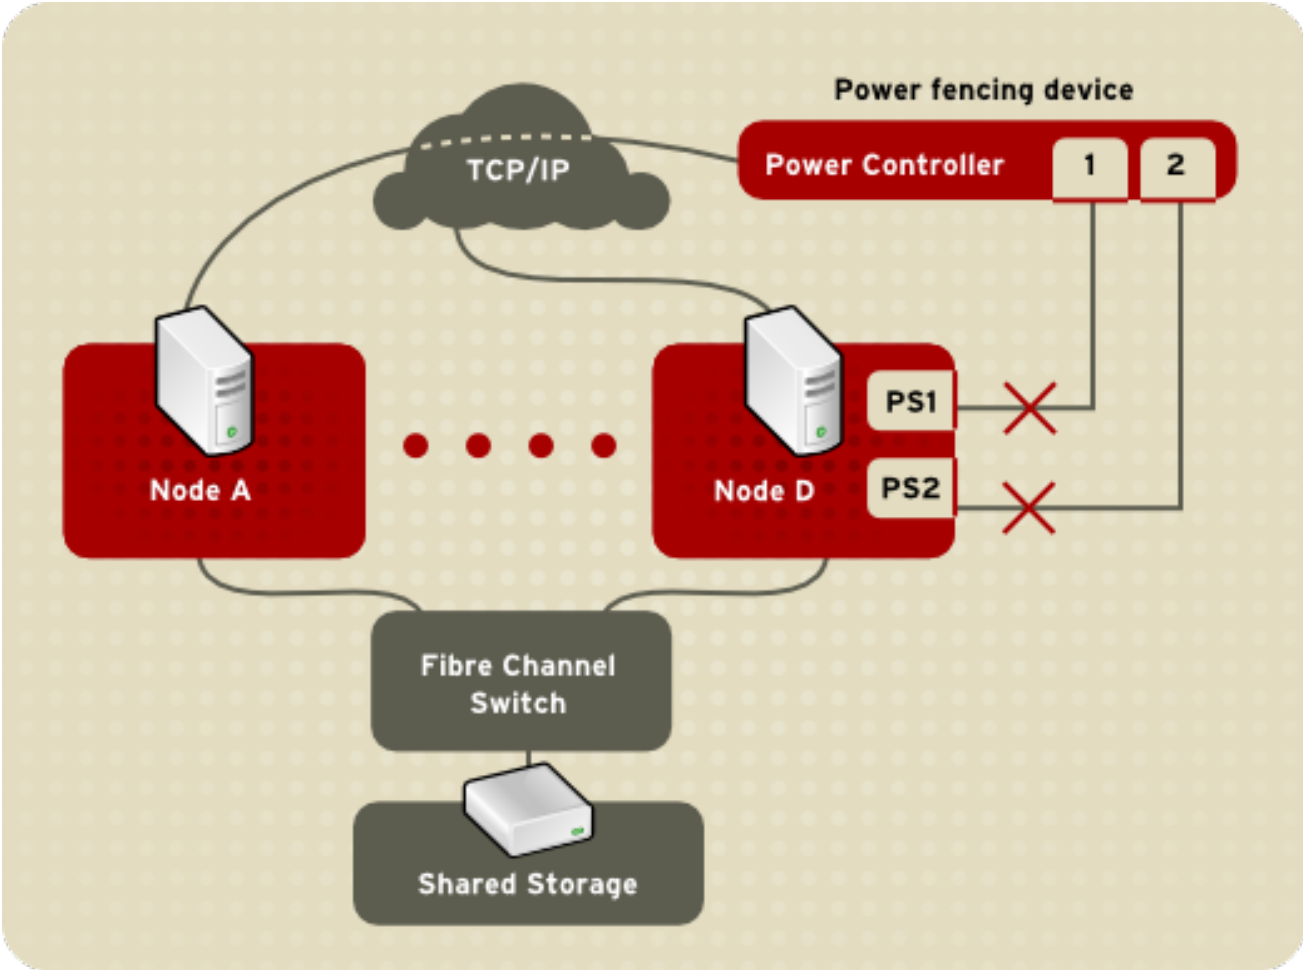 Power fencing device
Power Controller
1
2
TCP/IP
Node A
Node D
PS1
PS2
Fibre Channel
Switch
Shared Storage